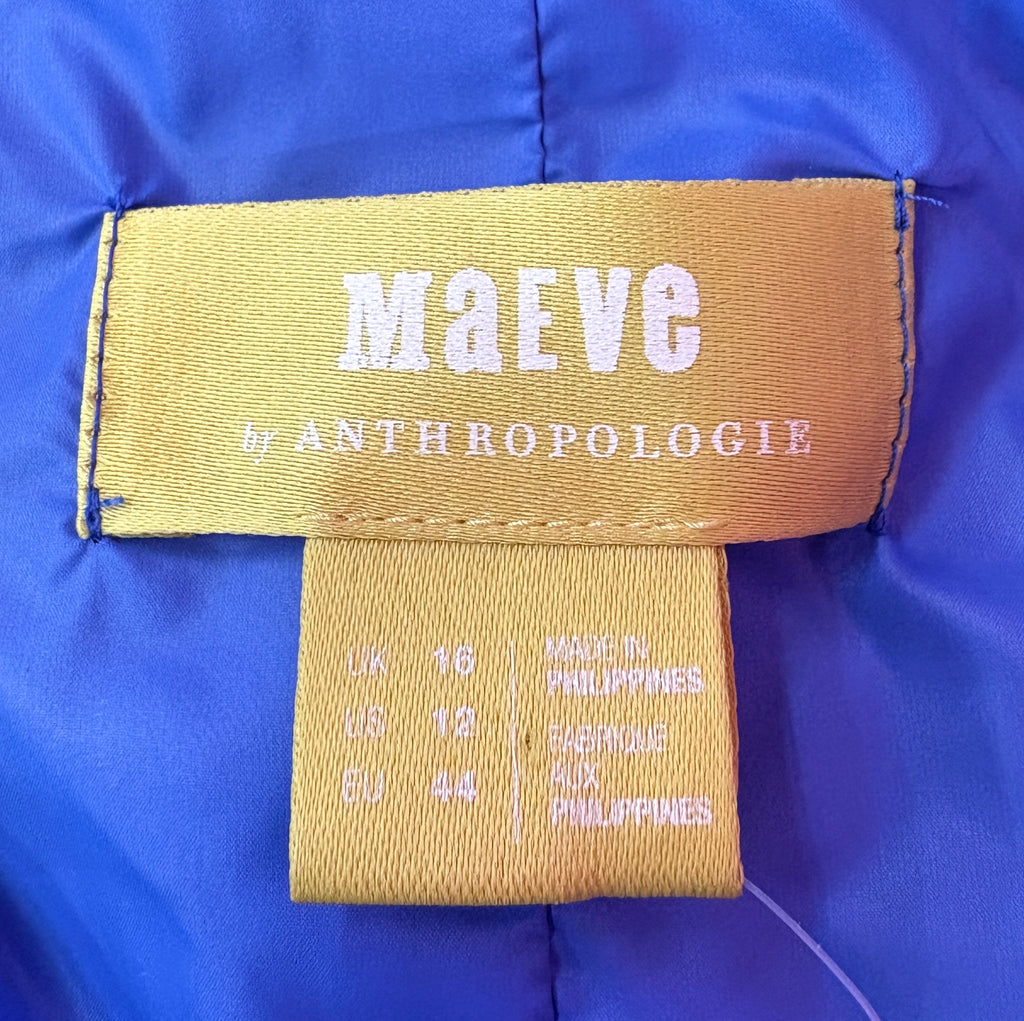 MaEVe
by ANTHROPOLOGIE
UK 16
US 12
EU 44
MADE IN
PHILIPPINES
FABRIQUÉ
AUX
PHILIPPINES